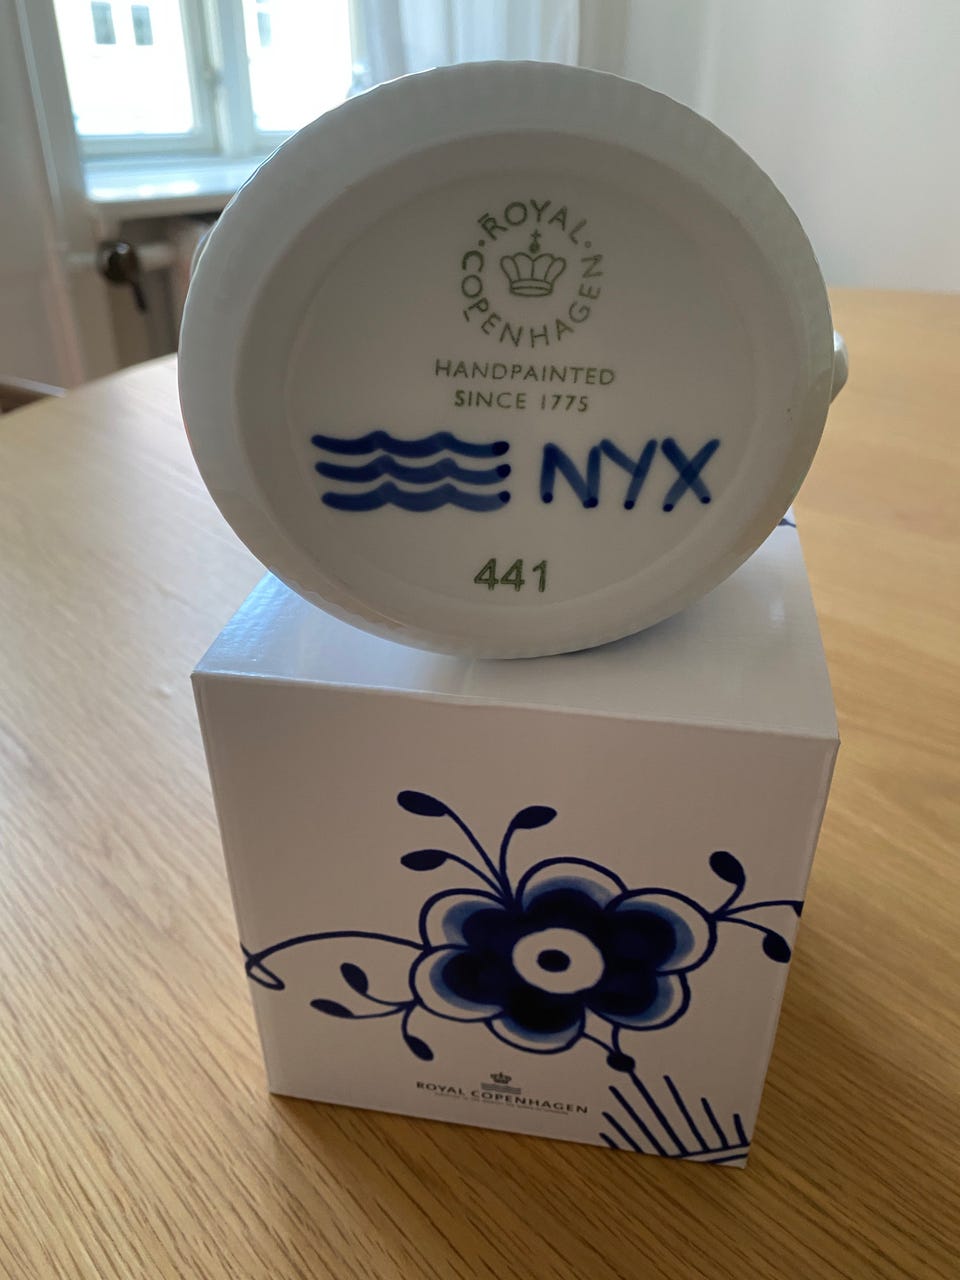 ROYAL
COPENHAGEN
HANDPAINTED
SINCE 1775
NYX
441
ROYAL COPENHAGEN